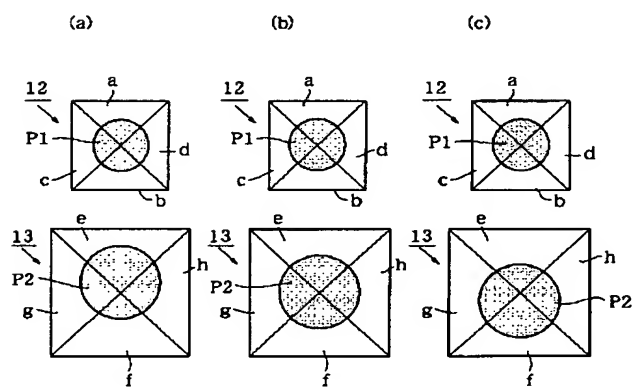 (a) (b) (c)
a a a
12 12 12
P1 d P1 d P1 d
c b c b c b
e e e
13 13 13
h h h
P2 P2 P2
g g g
f f f